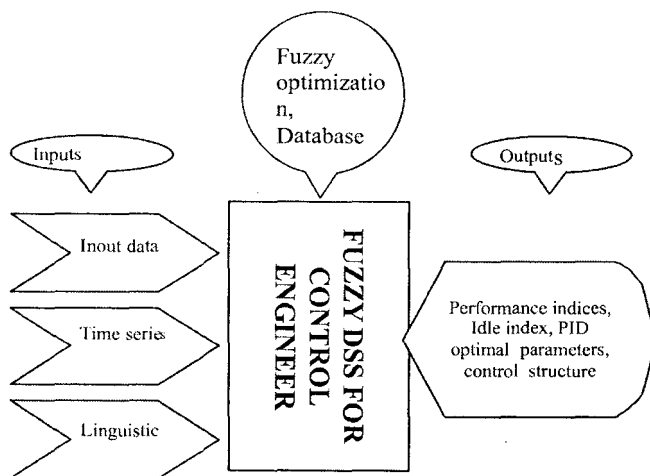 Fuzzy
optimizatio
n,
Database
Inputs
Outputs
Inout data
Time series
Linguistic
FUZZY DSS FOR
CONTROL
ENGINEER
Performance indices,
Idle index, PID
optimal parameters,
control structure